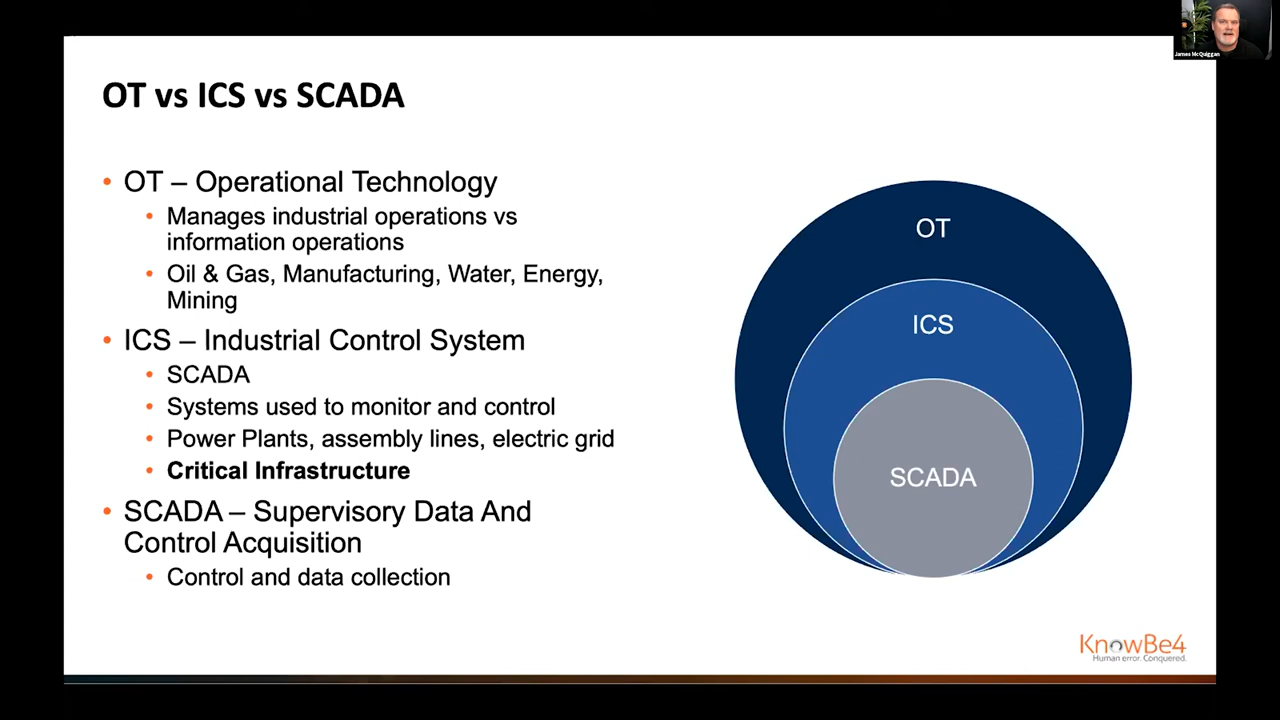 James McQuiggan
OT vs ICS vs SCADA
• OT – Operational Technology
• Manages industrial operations vs
information operations
• Oil & Gas, Manufacturing, Water, Energy,
Mining
• ICS – Industrial Control System
• SCADA
• Systems used to monitor and control
• Power Plants, assembly lines, electric grid
• Critical Infrastructure
• SCADA – Supervisory Data And
Control Acquisition
• Control and data collection
OT
ICS
SCADA
KnowBe4
Human error. Conquered.